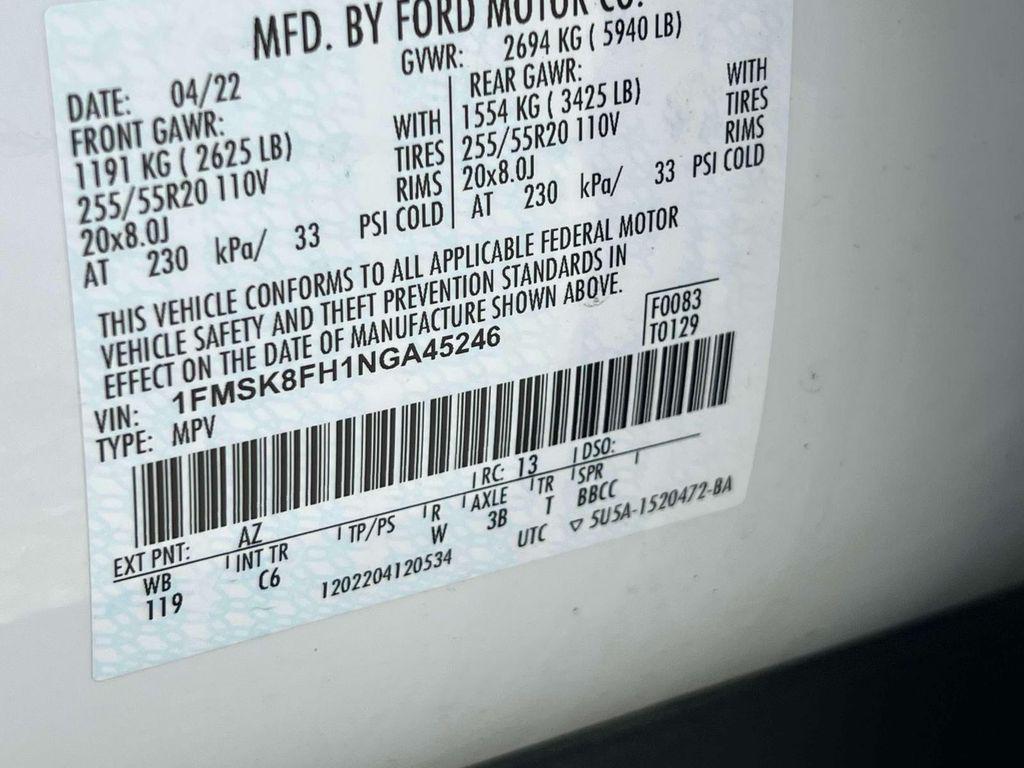 MFD. BY FORD MOTOR CO.
GVWR: 2694 KG ( 5940 LB)
DATE: 04/22
FRONT GAWR: REAR GAWR:
1191 KG ( 2625 LB) WITH 1554 KG ( 3425 LB) WITH
255/55R20 110V TIRES 255/55R20 110V TIRES
20x8.0J RIMS 20x8.0J RIMS
AT 230 kPa/ 33 PSI COLD AT 230 kPa/ 33 PSI COLD
THIS VEHICLE CONFORMS TO ALL APPLICABLE FEDERAL MOTOR
VEHICLE SAFETY AND THEFT PREVENTION STANDARDS IN
EFFECT ON THE DATE OF MANUFACTURE SHOWN ABOVE.
F0083
T0129
VIN: 1FMSK8FH1NGA45246
TYPE: MPV
EXT PNT: AZ RC: 13 DSO:
WB INT TR TP/PS R AXLE TR SPR
119 C6 W 3B T BBCC
1202204120534 UTC ▽ 5U5A-1520472-BA